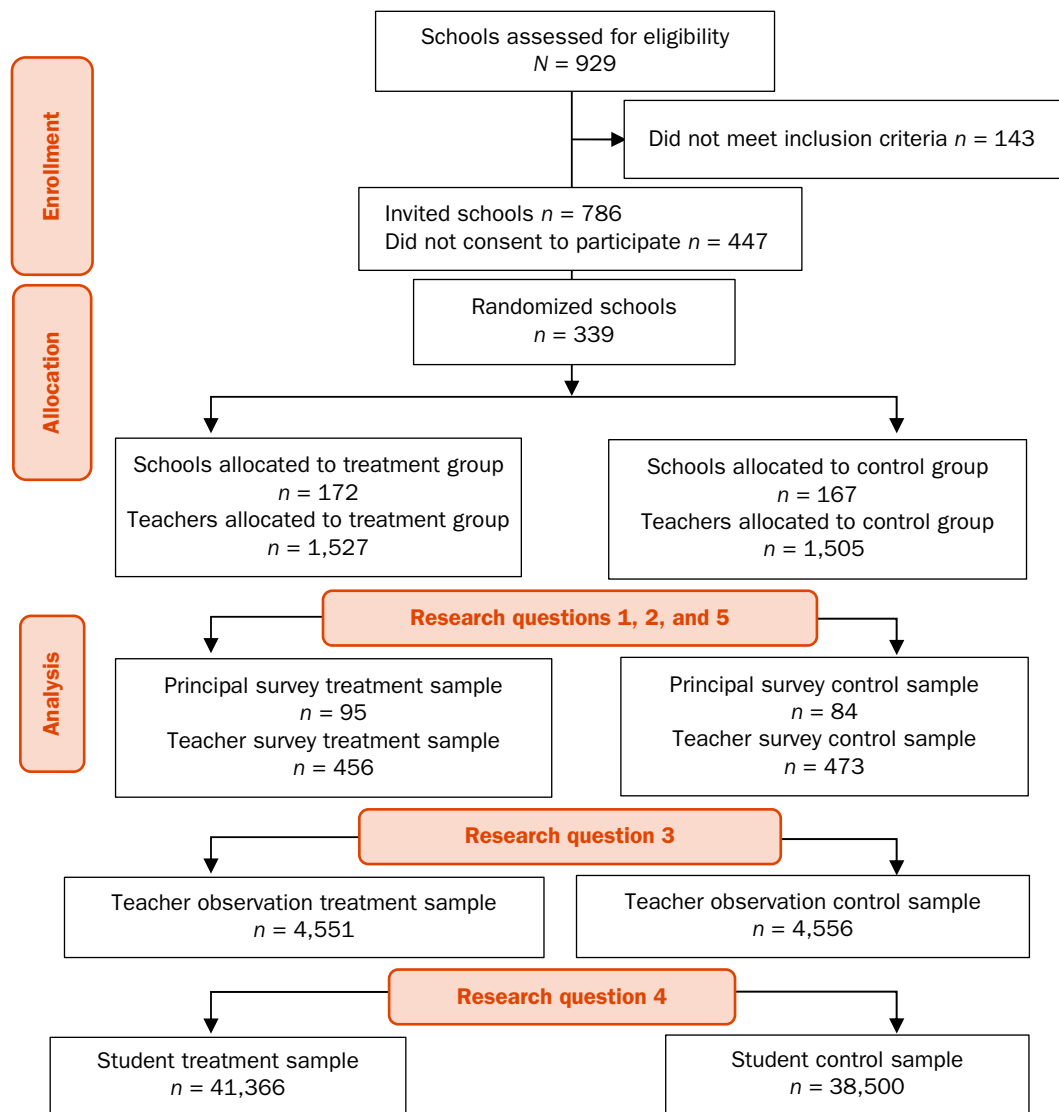 Schools assessed for eligibility
N = 929
Enrollment
Did not meet inclusion criteria n = 143
Invited schools n = 786
Did not consent to participate n = 447
Allocation
Randomized schools
n = 339
Schools allocated to treatment group
n = 172
Teachers allocated to treatment group
n = 1,527
Schools allocated to control group
n = 167
Teachers allocated to control group
n = 1,505
Analysis
Research questions 1, 2, and 5
Principal survey treatment sample
n = 95
Teacher survey treatment sample
n = 456
Principal survey control sample
n = 84
Teacher survey control sample
n = 473
Research question 3
Teacher observation treatment sample
n = 4,551
Teacher observation control sample
n = 4,556
Research question 4
Student treatment sample
n = 41,366
Student control sample
n = 38,500